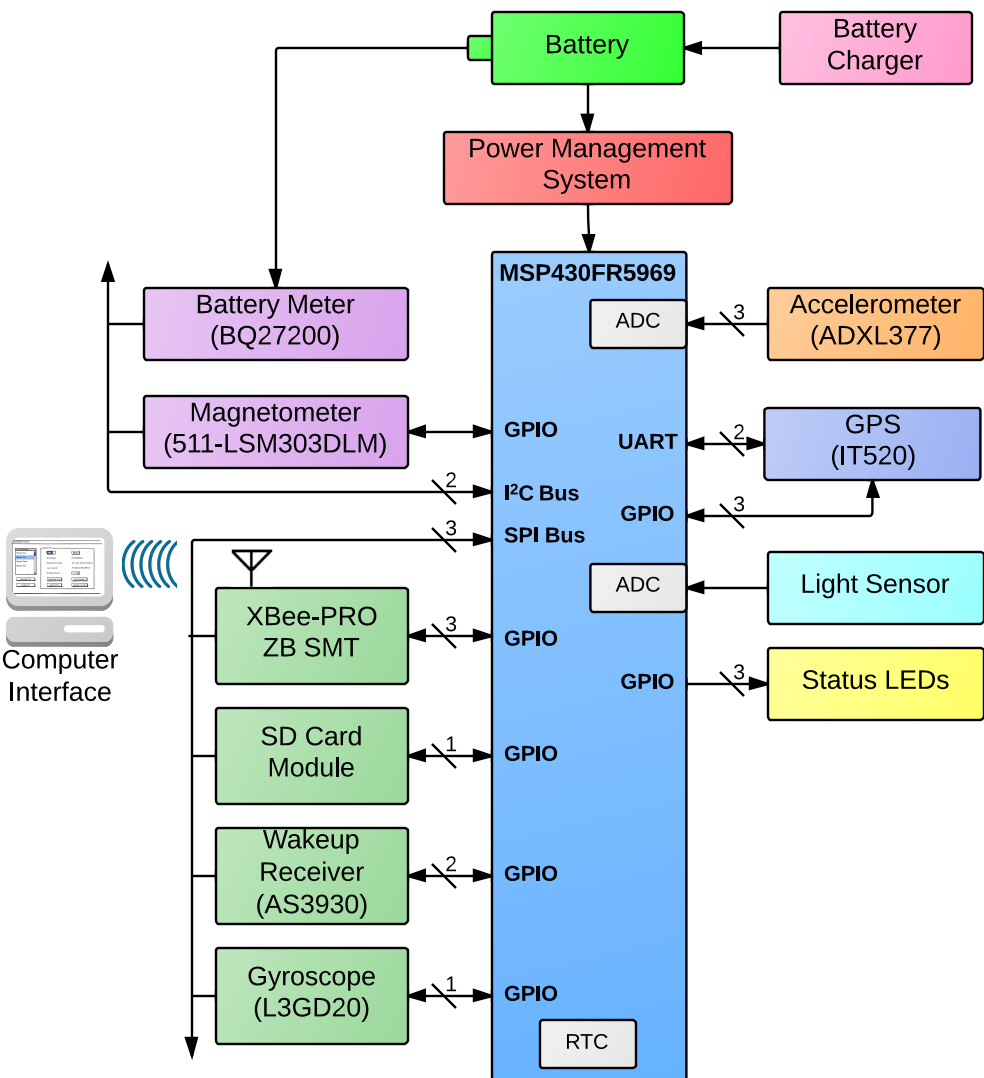 Battery
Battery
Charger
Power Management
System
MSP430FR5969
Battery Meter
(BQ27200)
ADC
3
Accelerometer
(ADXL377)
Magnetometer
(511-LSM303DLM)
GPIO
UART
2
GPS
(IT520)
2
I²C Bus
GPIO
3
3
SPI Bus
ADC
Light Sensor
XBee-PRO
ZB SMT
3
GPIO
Computer
Interface
GPIO
3
Status LEDs
SD Card
Module
1
GPIO
Wakeup
Receiver
(AS3930)
2
GPIO
Gyroscope
(L3GD20)
1
GPIO
RTC